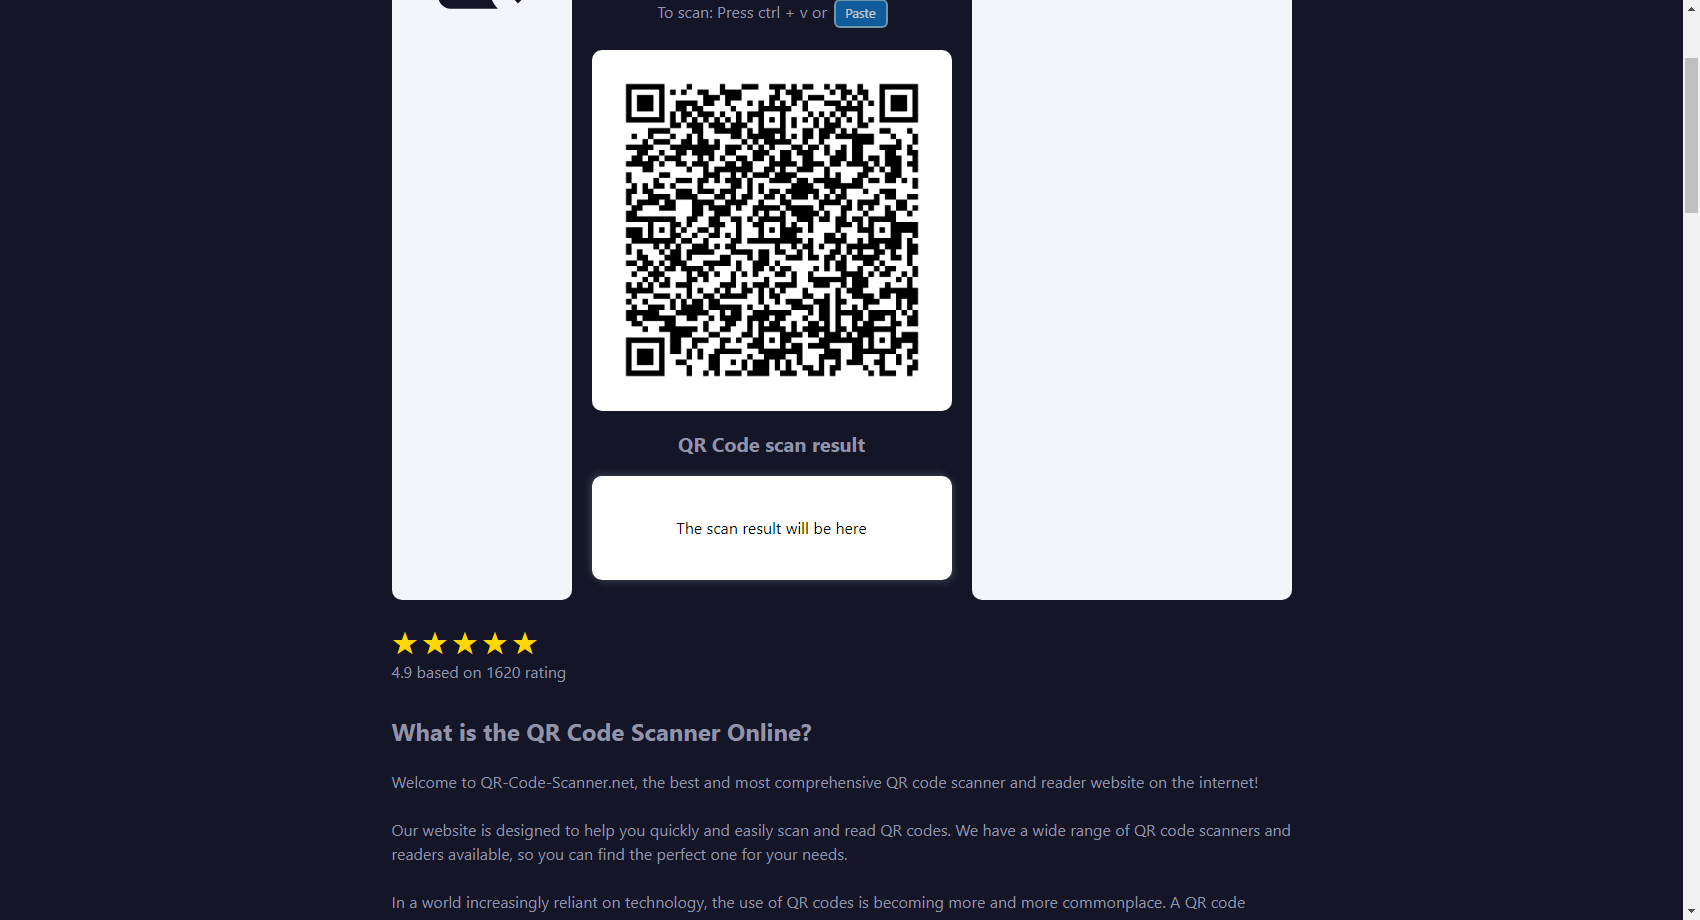 To scan: Press ctrl + v or Paste
QR Code scan result
The scan result will be here
4.9 based on 1620 rating
What is the QR Code Scanner Online?
Welcome to QR-Code-Scanner.net, the best and most comprehensive QR code scanner and reader website on the internet!
Our website is designed to help you quickly and easily scan and read QR codes. We have a wide range of QR code scanners and
readers available, so you can find the perfect one for your needs.
In a world increasingly reliant on technology, the use of QR codes is becoming more and more commonplace. A QR code